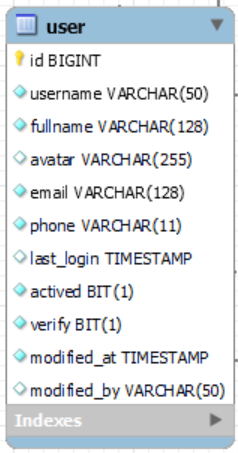 user
id BIGINT
username VARCHAR(50)
fullname VARCHAR(128)
avatar VARCHAR(255)
email VARCHAR(128)
phone VARCHAR(11)
last_login TIMESTAMP
actived BIT(1)
verify BIT(1)
modified_at TIMESTAMP
modified_by VARCHAR(50)
Indexes